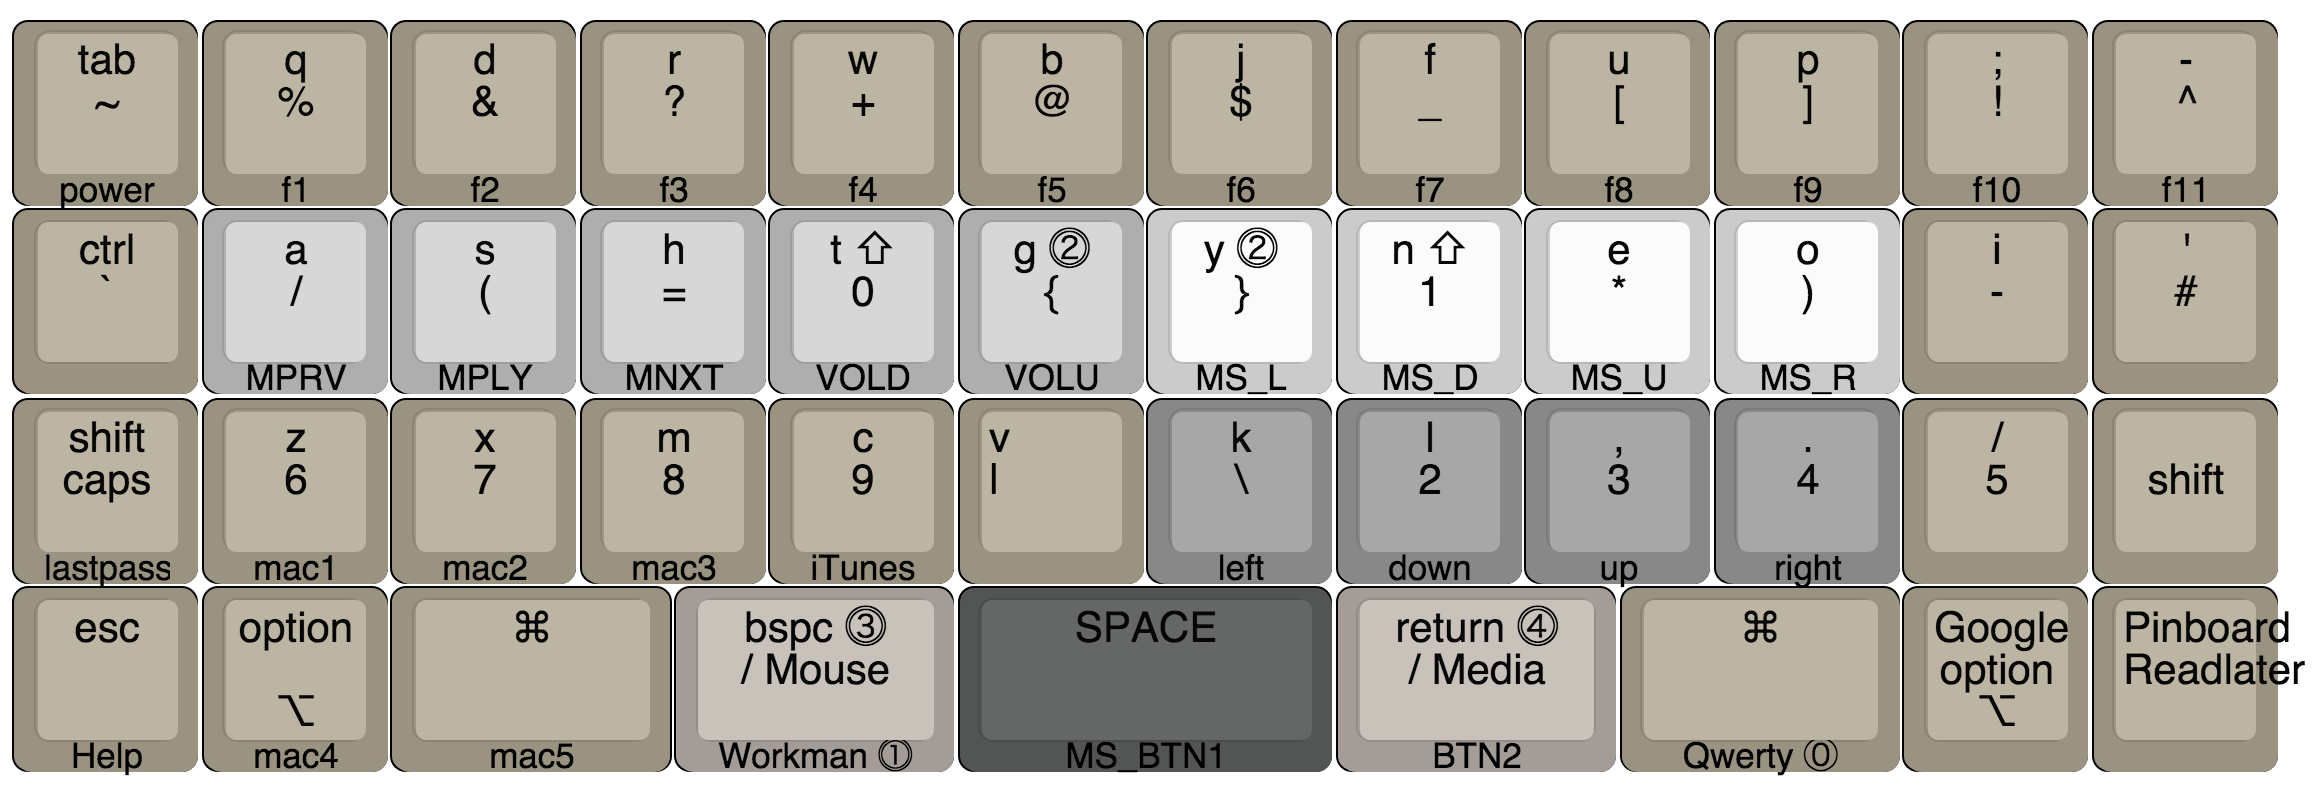 tab q d r w b j f u p ; -
~ % & ? + @ $ _ [ ] ! ^
power f1 f2 f3 f4 f5 f6 f7 f8 f9 f10 f11
ctrl a s h t ⇧ g ② y ② n ⇧ e o i '
` / ( = 0 { } 1 * ) - #
MPRV MPLY MNXT VOLD VOLU MS_L MS_D MS_U MS_R
shift z x m c v k l , . /
caps 6 7 8 9 | \ 2 3 4 5 shift
lastpass mac1 mac2 mac3 iTunes left down up right
esc option ⌘ bspc ③ SPACE return ④ ⌘ Google Pinboard
/ Mouse / Media option Readlater
⌥ ⌥
Help mac4 mac5 Workman ① MS_BTN1 BTN2 Qwerty ⓪